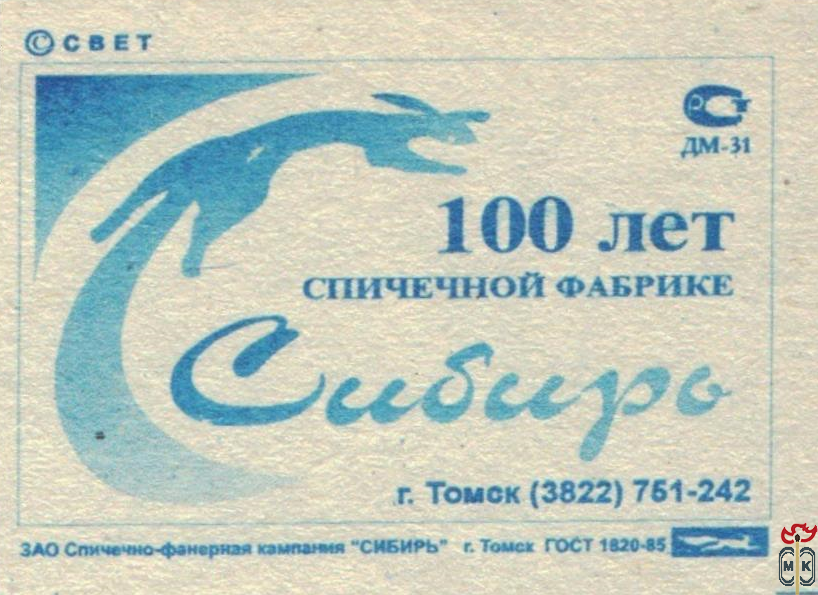 © СВЕТ
РСТ
ДМ-31
100 лет
СПИЧЕЧНОЙ ФАБРИКЕ
Сибирь
г. Томск (3822) 751-242
ЗАО Спичечно-фанерная кампания "СИБИРЬ" г. Томск ГОСТ 1820-85
МК